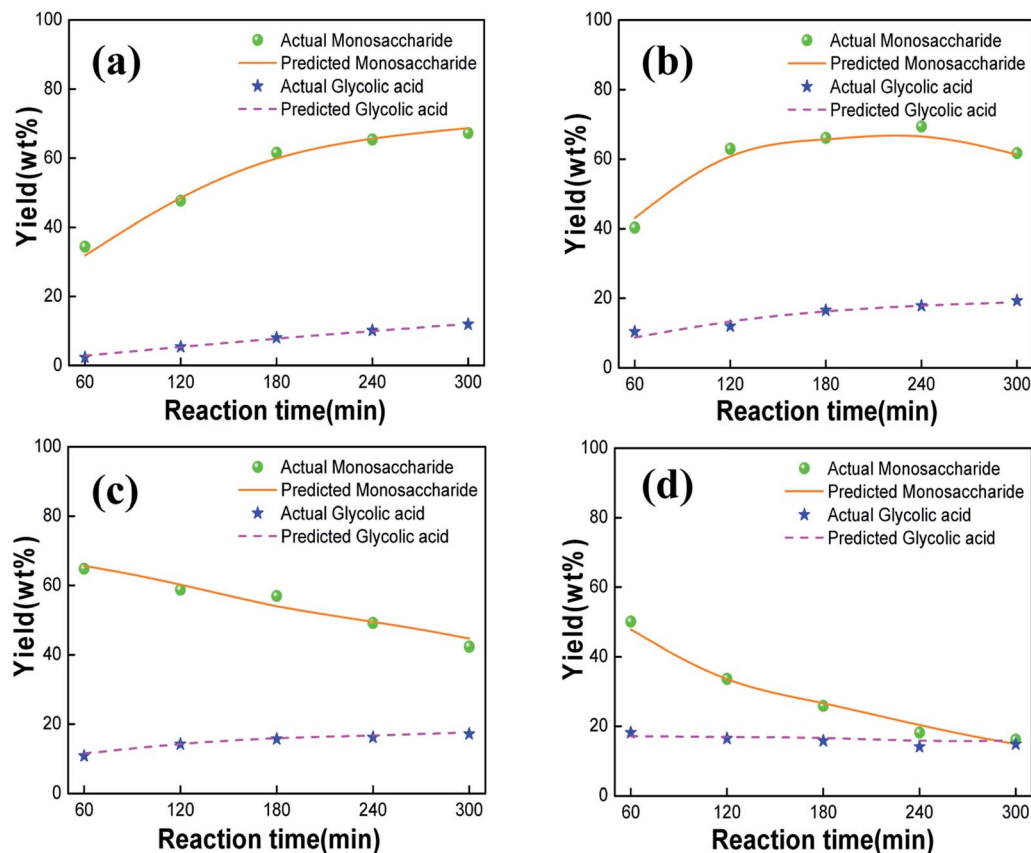 (a)
Actual Monosaccharide
Predicted Monosaccharide
Actual Glycolic acid
Predicted Glycolic acid
Yield(wt%)
100
80
60
40
20
0
60 120 180 240 300
Reaction time(min)
(b)
Actual Monosaccharide
Predicted Monosaccharide
Actual Glycolic acid
Predicted Glycolic acid
Yield(wt%)
100
80
60
40
20
0
60 120 180 240 300
Reaction time(min)
(c)
Actual Monosaccharide
Predicted Monosaccharide
Actual Glycolic acid
Predicted Glycolic acid
Yield(wt%)
100
80
60
40
20
0
60 120 180 240 300
Reaction time(min)
(d)
Actual Monosaccharide
Predicted Monosaccharide
Actual Glycolic acid
Predicted Glycolic acid
Yield(wt%)
100
80
60
40
20
0
60 120 180 240 300
Reaction time(min)